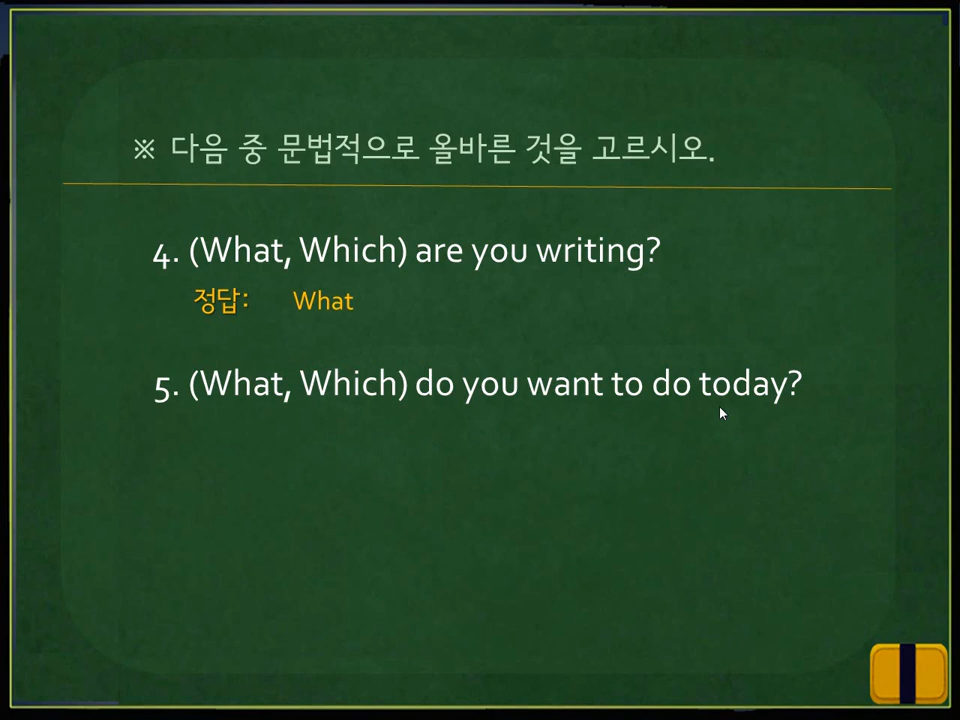 ※ 다음 중 문법적으로 올바른 것을 고르시오.
4. (What, Which) are you writing?
정답: What
5. (What, Which) do you want to do today?